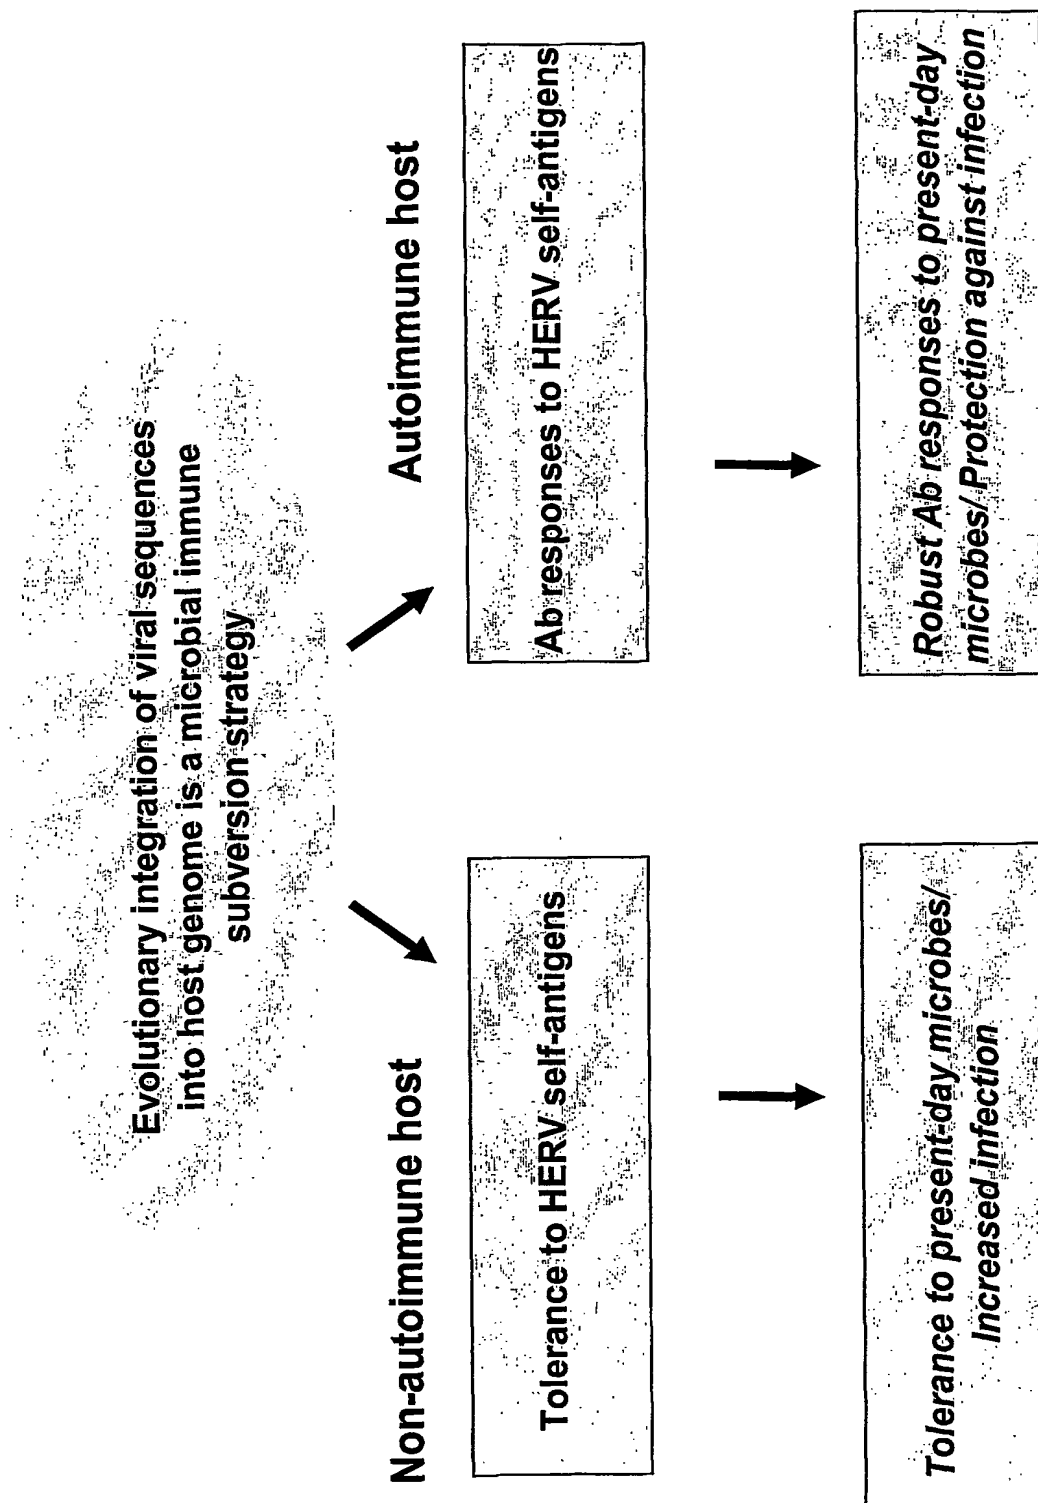 Evolutionary integration of viral sequences
into host genome is a microbial immune
subversion strategy
Non-autoimmune host
Autoimmune host
Tolerance to HERV self-antigens
Ab responses to HERV self-antigens
Tolerance to present-day microbes/
Increased infection
Robust Ab responses to present-day
microbes/ Protection against infection